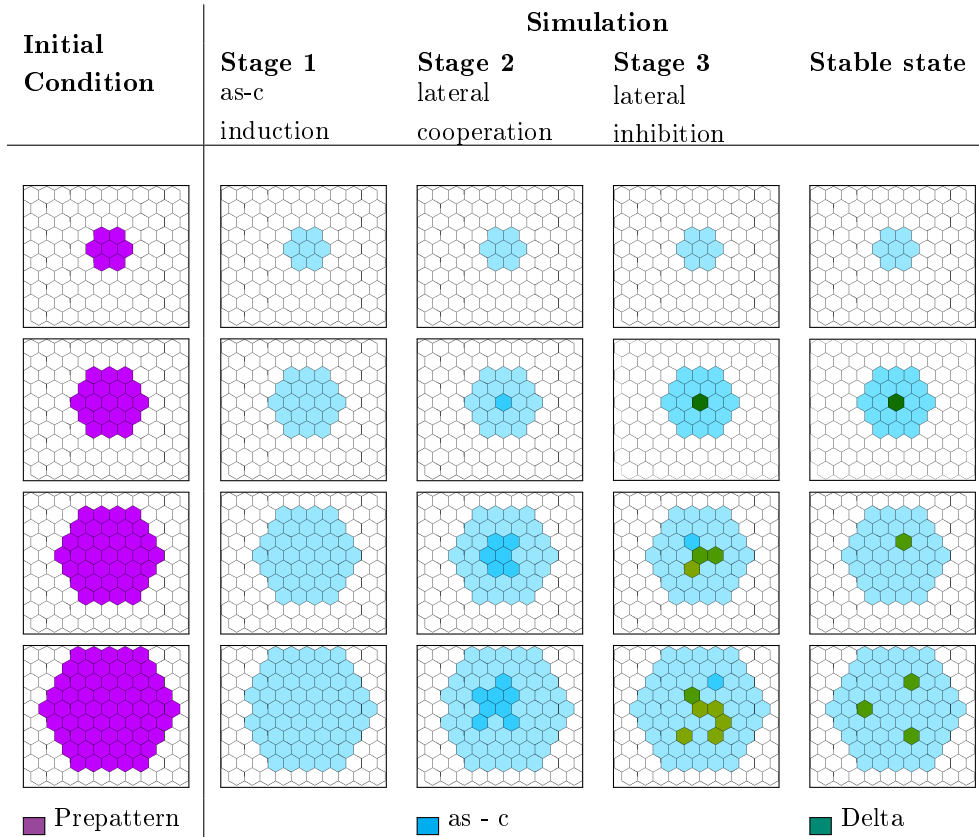 Initial
Condition
Simulation
Stage 1
as-c
induction
Stage 2
lateral
cooperation
Stage 3
lateral
inhibition
Stable state
Prepattern
as - c
Delta